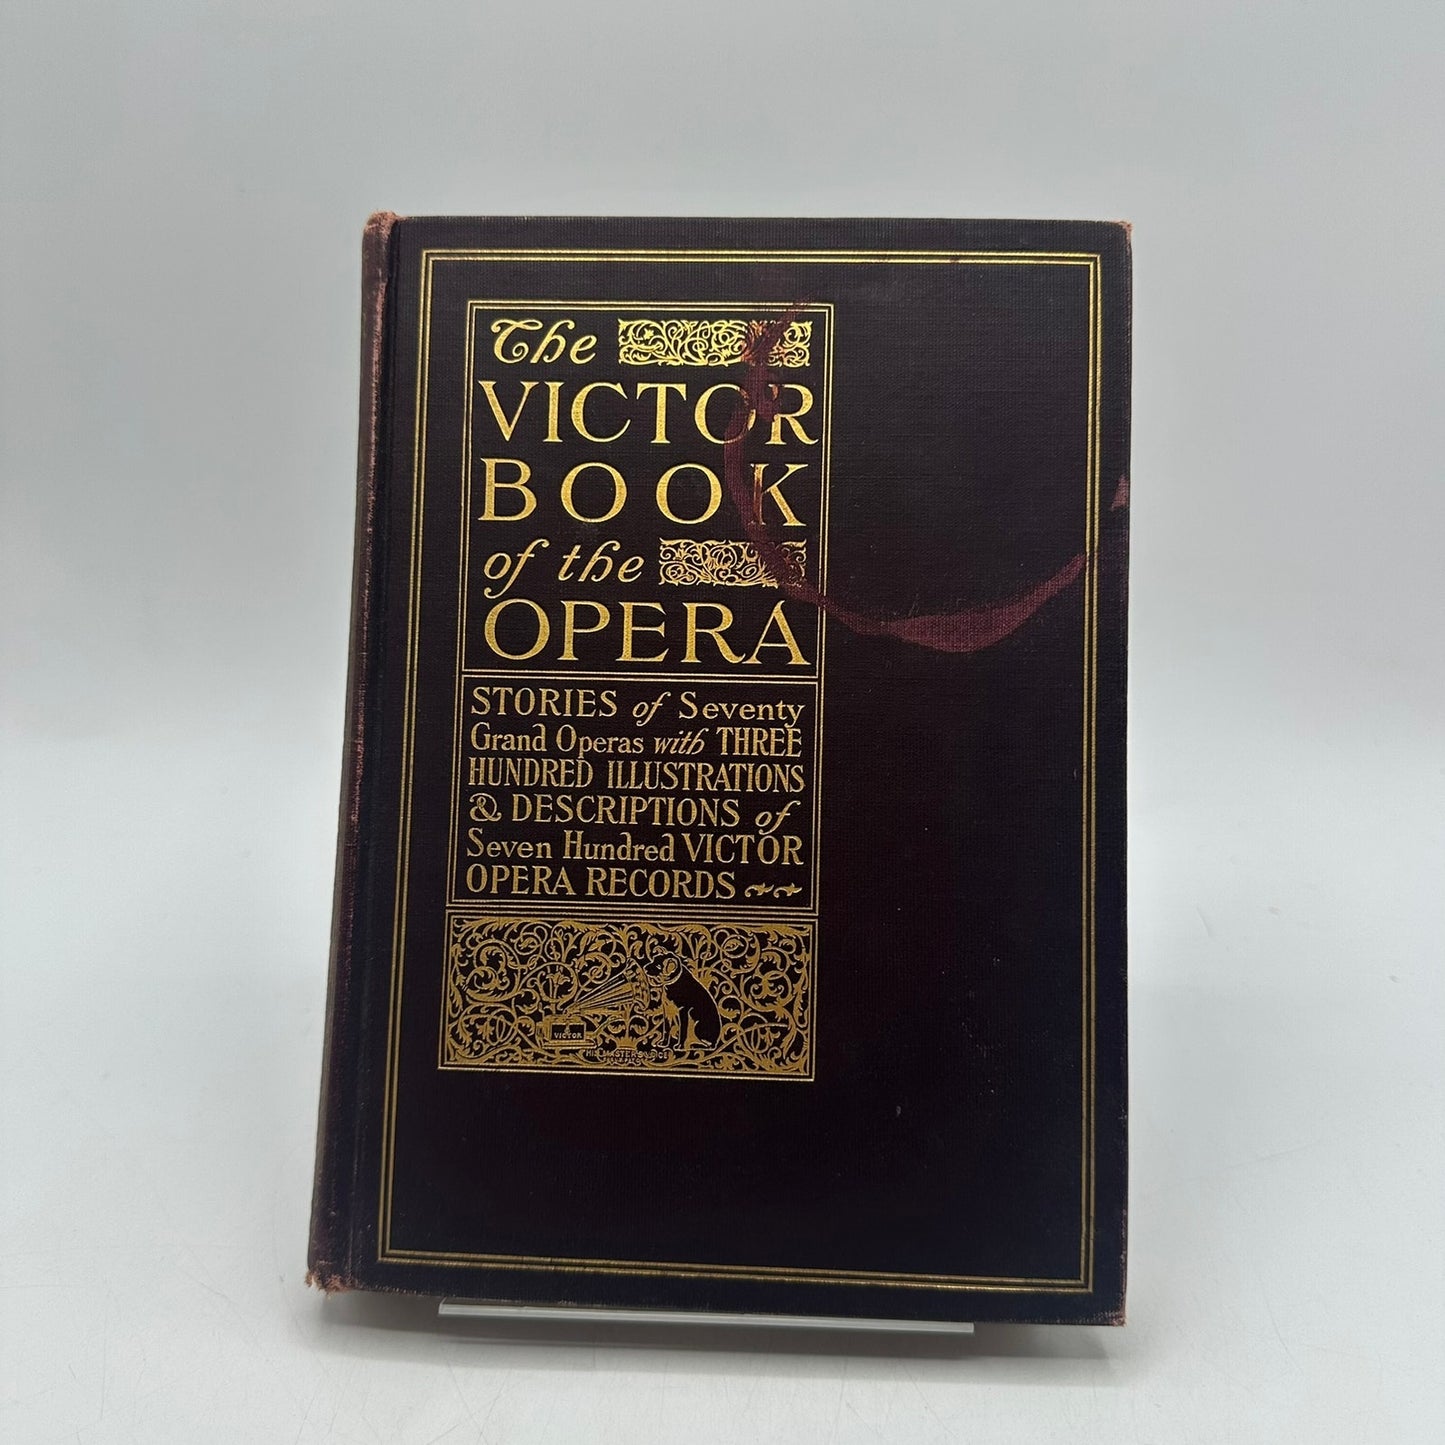 The
VICTOR
BOOK
of the
OPERA
STORIES of Seventy
Grand Operas with THREE
HUNDRED ILLUSTRATIONS
& DESCRIPTIONS of
Seven Hundred VICTOR
OPERA RECORDS
VICTOR
HIS MASTERS VOICE